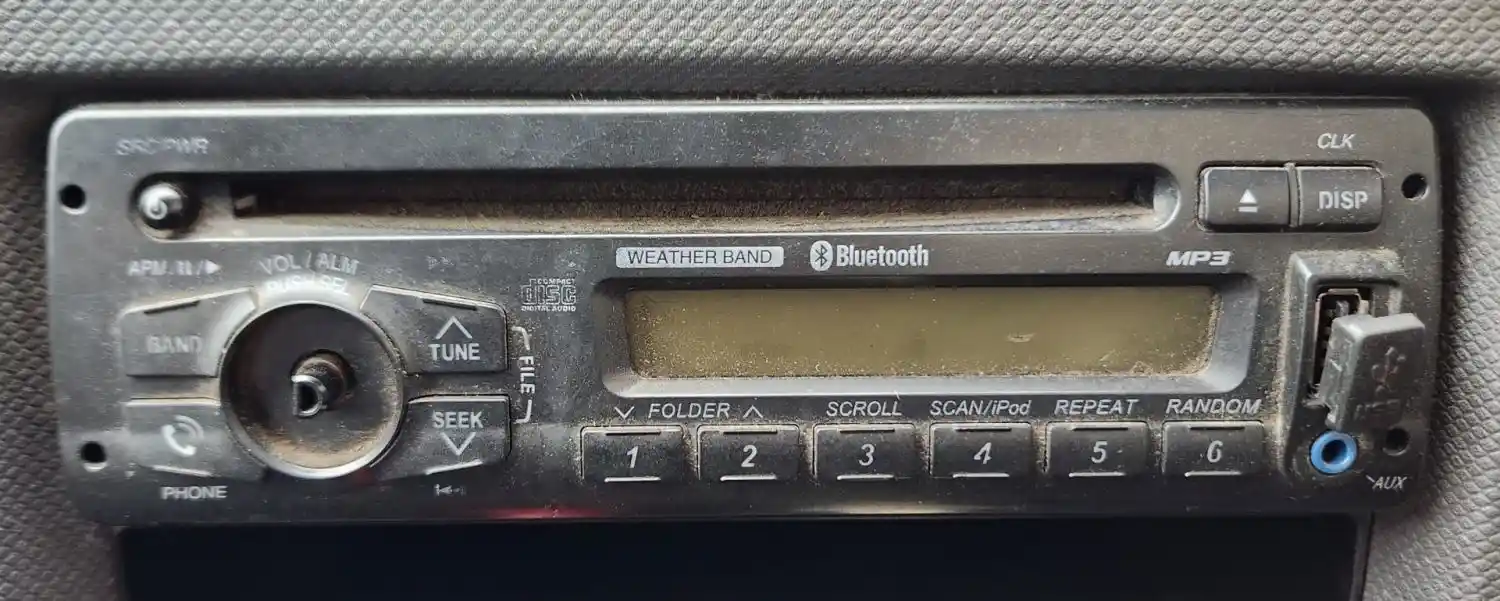 SRC/PWR
CLK
DISP
WEATHER BAND
Bluetooth
MP3
APM
VOL / ALM
PUSH SEL
COMPACT
DISC
DIGITAL AUDIO
BAND
TUNE
FILE
FOLDER
SCROLL
SCAN/iPod
REPEAT
RANDOM
SEEK
1
2
3
4
5
6
PHONE
USB
AUX